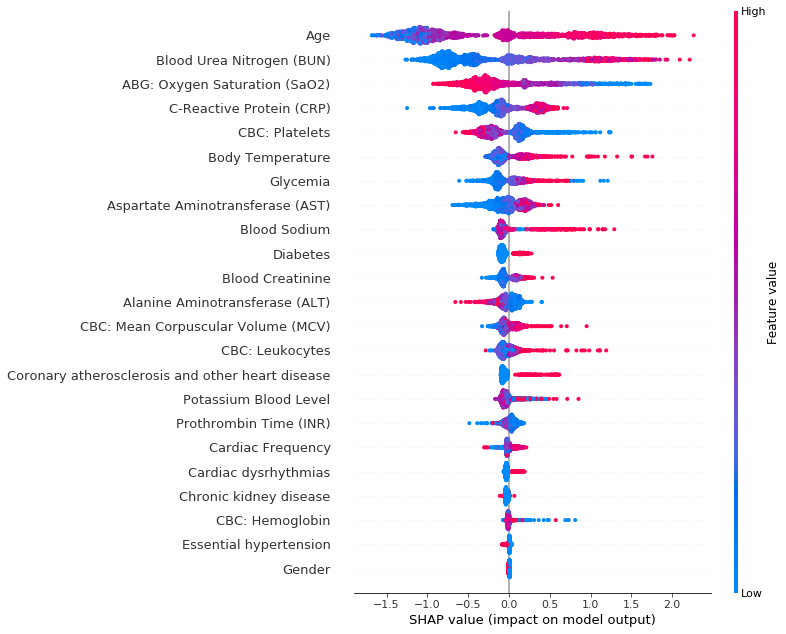 High
Age
Blood Urea Nitrogen (BUN)
ABG: Oxygen Saturation (SaO2)
C-Reactive Protein (CRP)
CBC: Platelets
Body Temperature
Glycemia
Aspartate Aminotransferase (AST)
Blood Sodium
Diabetes
Blood Creatinine
Alanine Aminotransferase (ALT)
CBC: Mean Corpuscular Volume (MCV)
CBC: Leukocytes
Coronary atherosclerosis and other heart disease
Potassium Blood Level
Prothrombin Time (INR)
Cardiac Frequency
Cardiac dysrhythmias
Chronic kidney disease
CBC: Hemoglobin
Essential hypertension
Gender
Feature value
Low
−1.5 −1.0 −0.5 0.0 0.5 1.0 1.5 2.0
SHAP value (impact on model output)